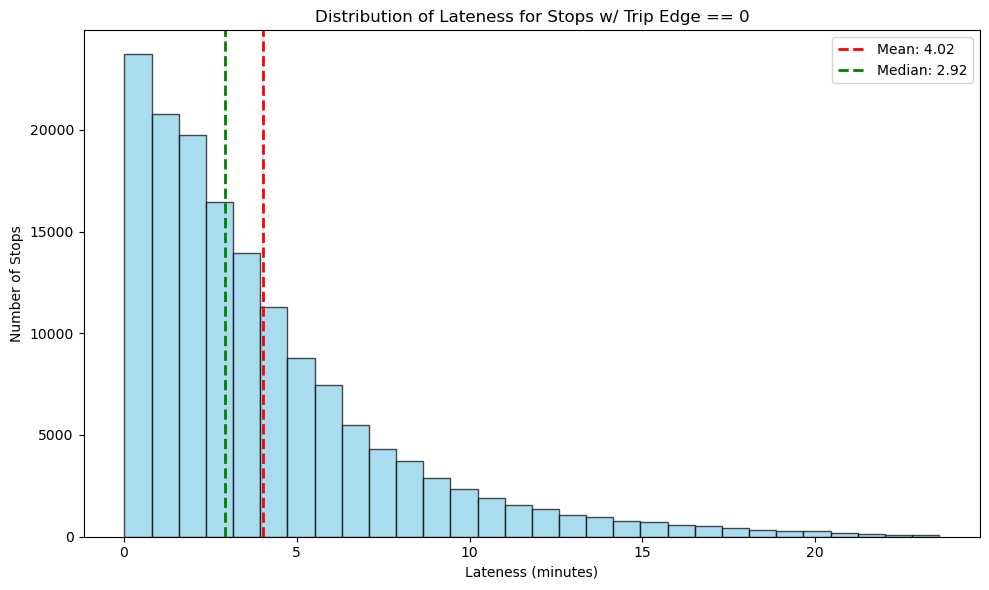 Distribution of Lateness for Stops w/ Trip Edge == 0
Mean: 4.02
Median: 2.92
Number of Stops
20000
15000
10000
5000
0
0 5 10 15 20
Lateness (minutes)